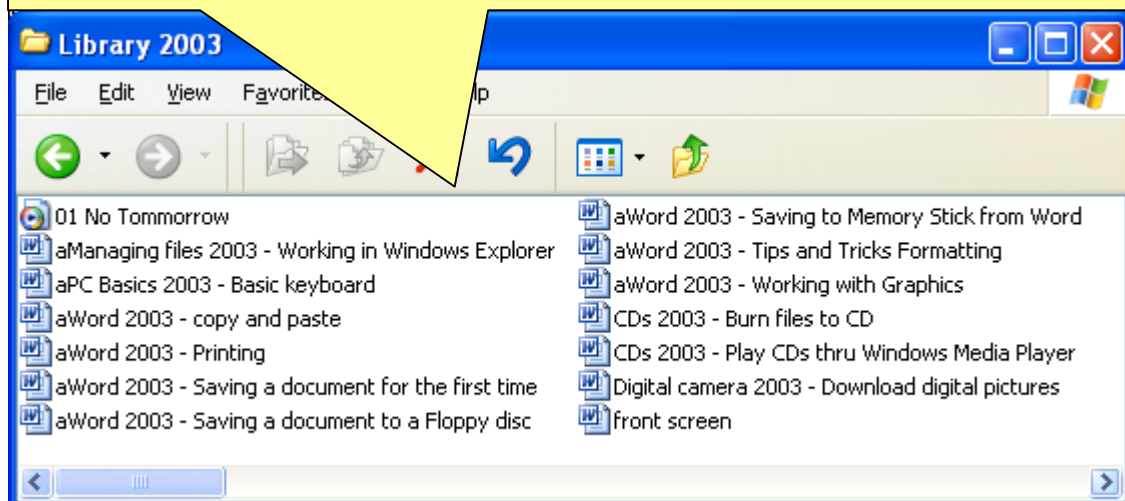 Library 2003
File Edit View Favorite lp
01 No Tommorrow
aManaging files 2003 - Working in Windows Explorer
aPC Basics 2003 - Basic keyboard
aWord 2003 - copy and paste
aWord 2003 - Printing
aWord 2003 - Saving a document for the first time
aWord 2003 - Saving a document to a Floppy disc
aWord 2003 - Saving to Memory Stick from Word
aWord 2003 - Tips and Tricks Formatting
aWord 2003 - Working with Graphics
CDs 2003 - Burn files to CD
CDs 2003 - Play CDs thru Windows Media Player
Digital camera 2003 - Download digital pictures
front screen